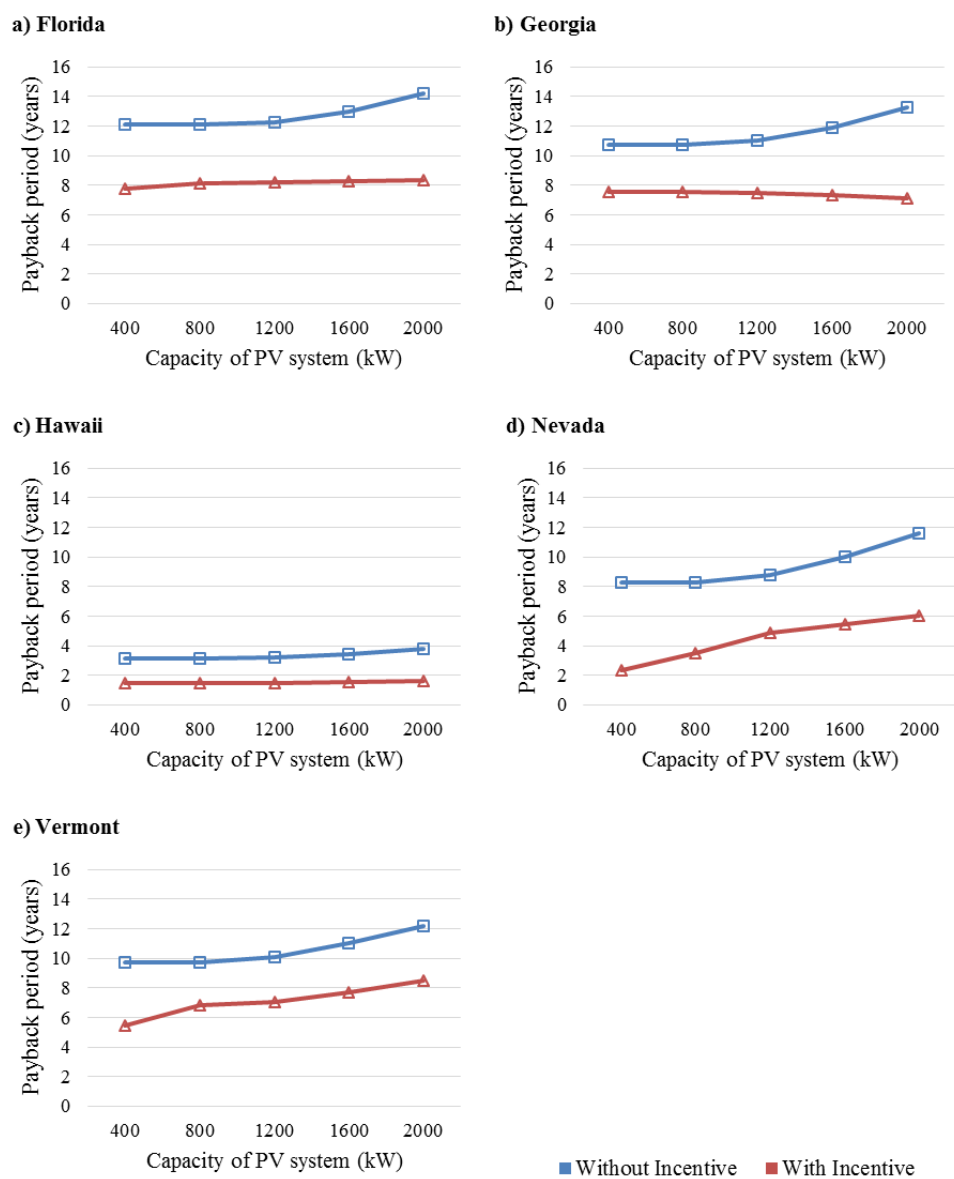 a) Florida
Payback period (years)
16
14
12
10
8
6
4
2
0
400 800 1200 1600 2000
Capacity of PV system (kW)
b) Georgia
Payback period (years)
16
14
12
10
8
6
4
2
0
400 800 1200 1600 2000
Capacity of PV system (kW)
c) Hawaii
Payback period (years)
16
14
12
10
8
6
4
2
0
400 800 1200 1600 2000
Capacity of PV system (kW)
d) Nevada
Payback period (years)
16
14
12
10
8
6
4
2
0
400 800 1200 1600 2000
Capacity of PV system (kW)
e) Vermont
Payback period (years)
16
14
12
10
8
6
4
2
0
400 800 1200 1600 2000
Capacity of PV system (kW)
Without Incentive With Incentive